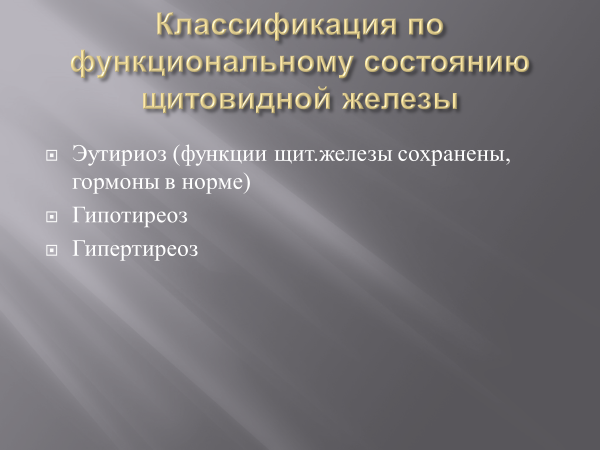 Классификация по
функциональному состоянию
щитовидной железы
Эутириоз (функции щит.железы сохранены,
гормоны в норме)
Гипотиреоз
Гипертиреоз